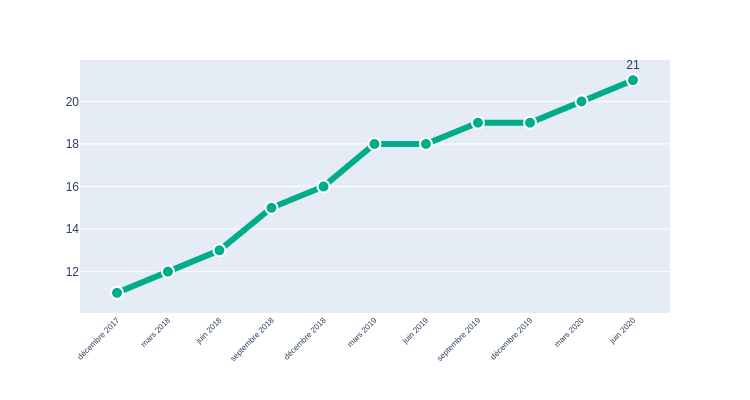 21
20
18
16
14
12
décembre 2017
mars 2018
juin 2018
septembre 2018
décembre 2018
mars 2019
juin 2019
septembre 2019
décembre 2019
mars 2020
juin 2020